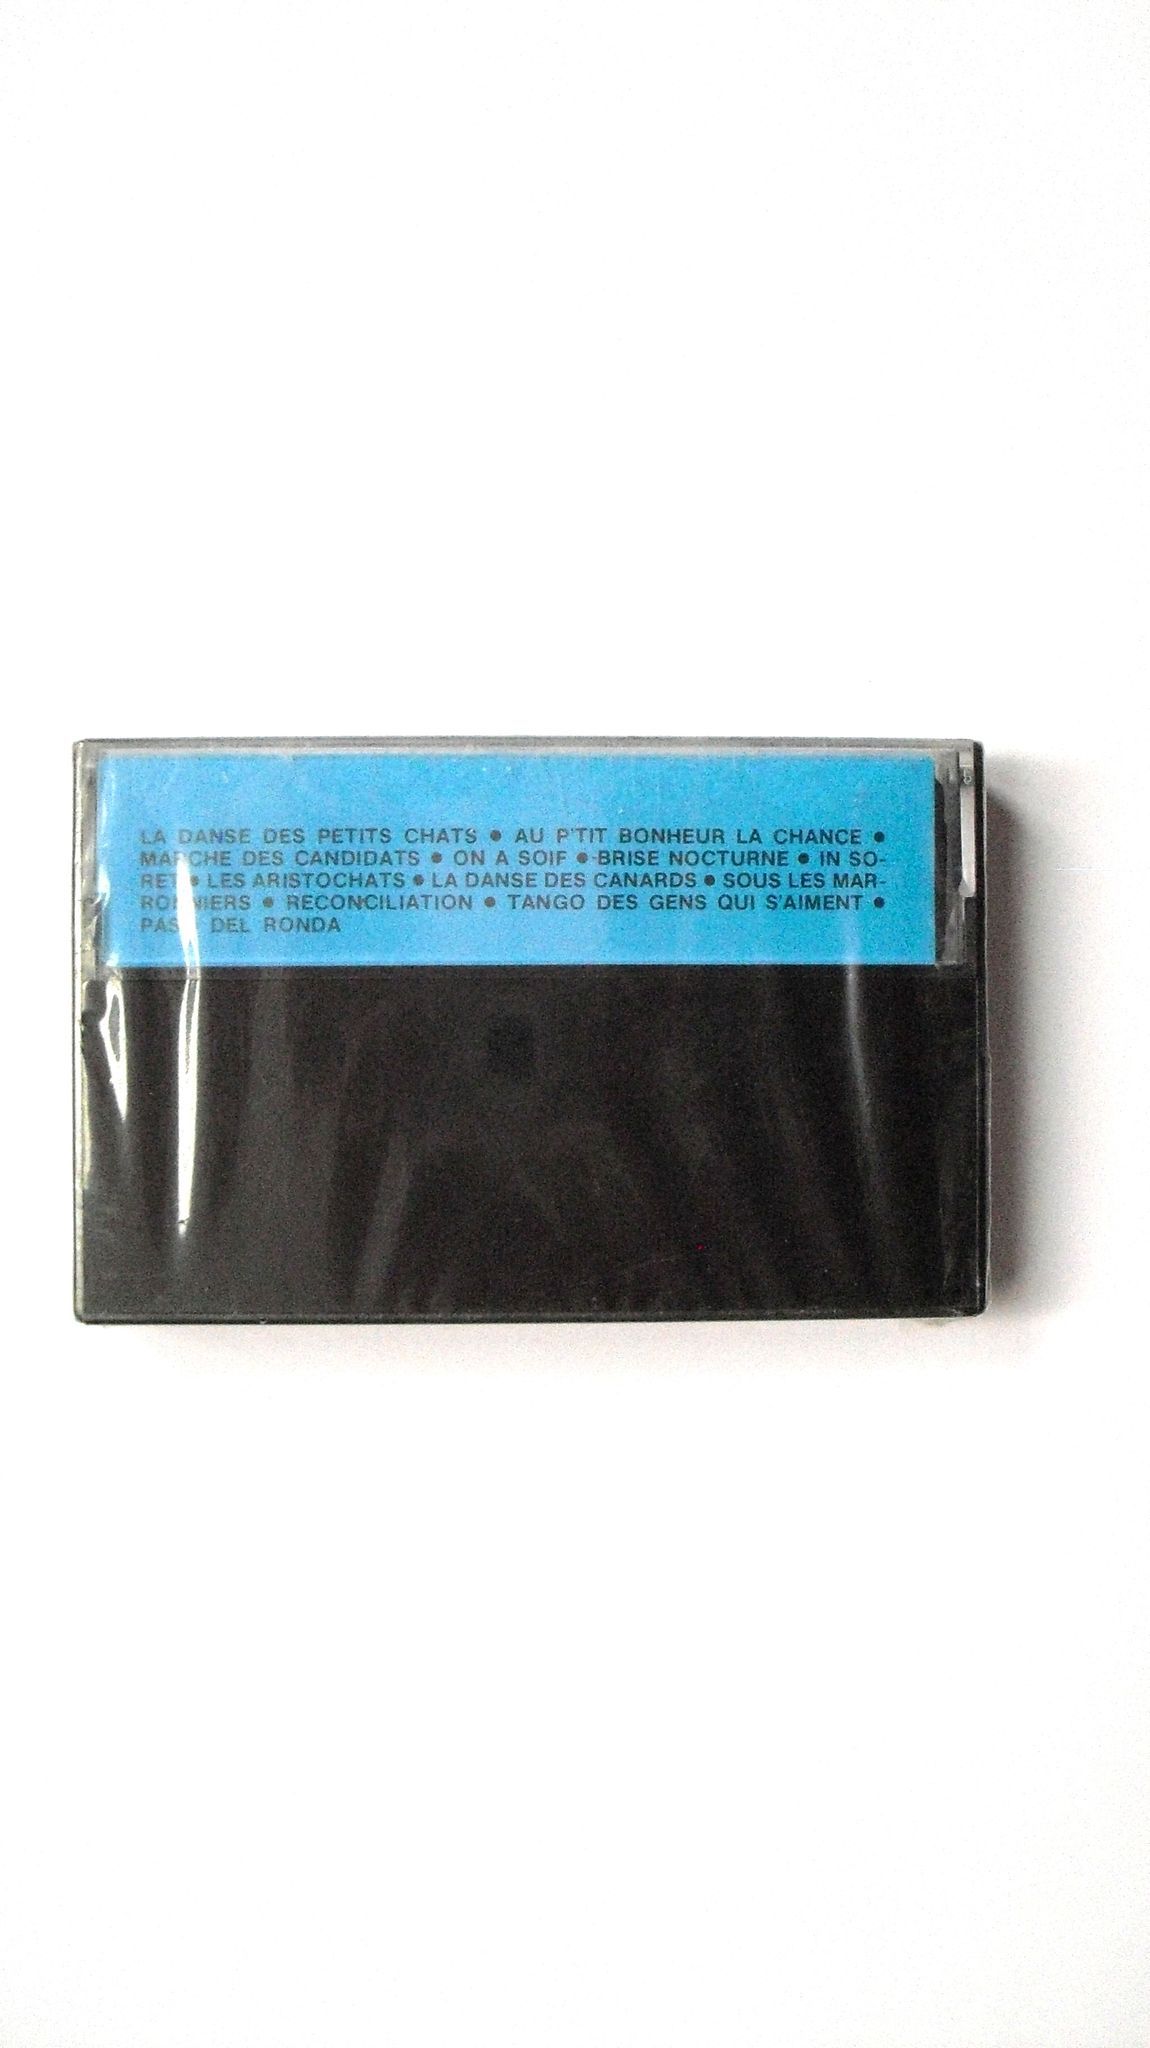 LA DANSE DES PETITS CHATS ● AU P'TIT BONHEUR LA CHANCE ●
MARCHE DES CANDIDATS ● ON A SOIF ● BRISE NOCTURNE ● IN SO-
RET ● LES ARISTOCHATS ● LA DANSE DES CANARDS ● SOUS LES MAR-
RONNIERS ● RECONCILIATION ● TANGO DES GENS QUI S'AIMENT ●
DEL RONDA